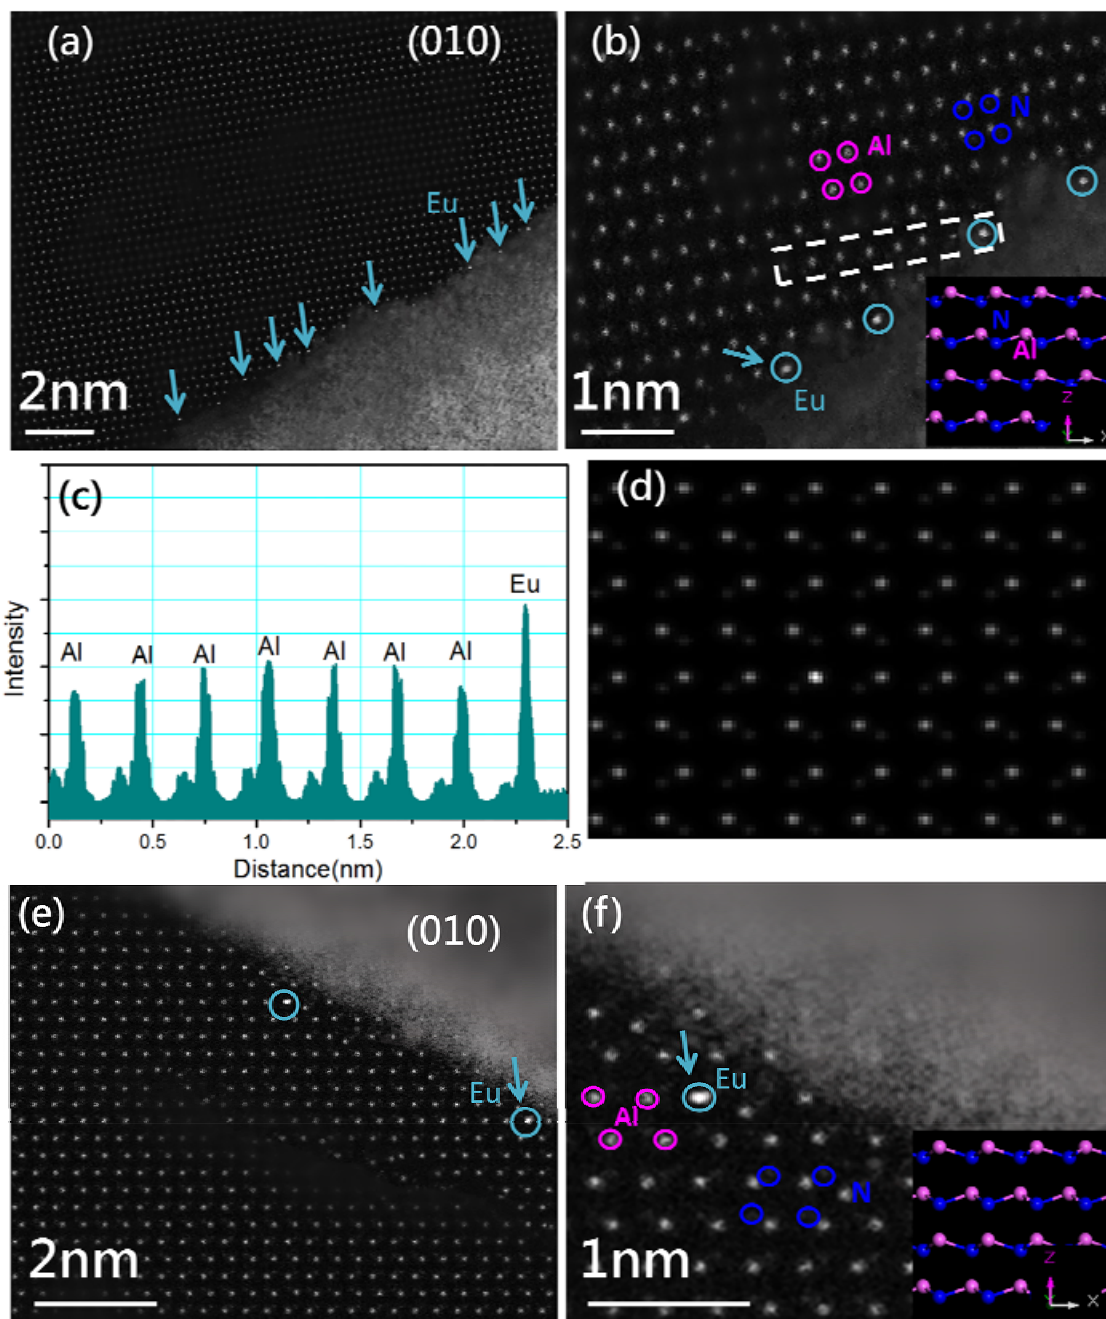 (a)
(010)
Eu
2nm
(b)
N
Al
Eu
1nm
N
Al
Z
X
(c)
Intensity
Al
Al
Al
Al
Al
Al
Al
Eu
0.0
0.5
1.0
1.5
2.0
2.5
Distance(nm)
(d)
(e)
(010)
Eu
2nm
(f)
Eu
Al
N
1nm
Z
X